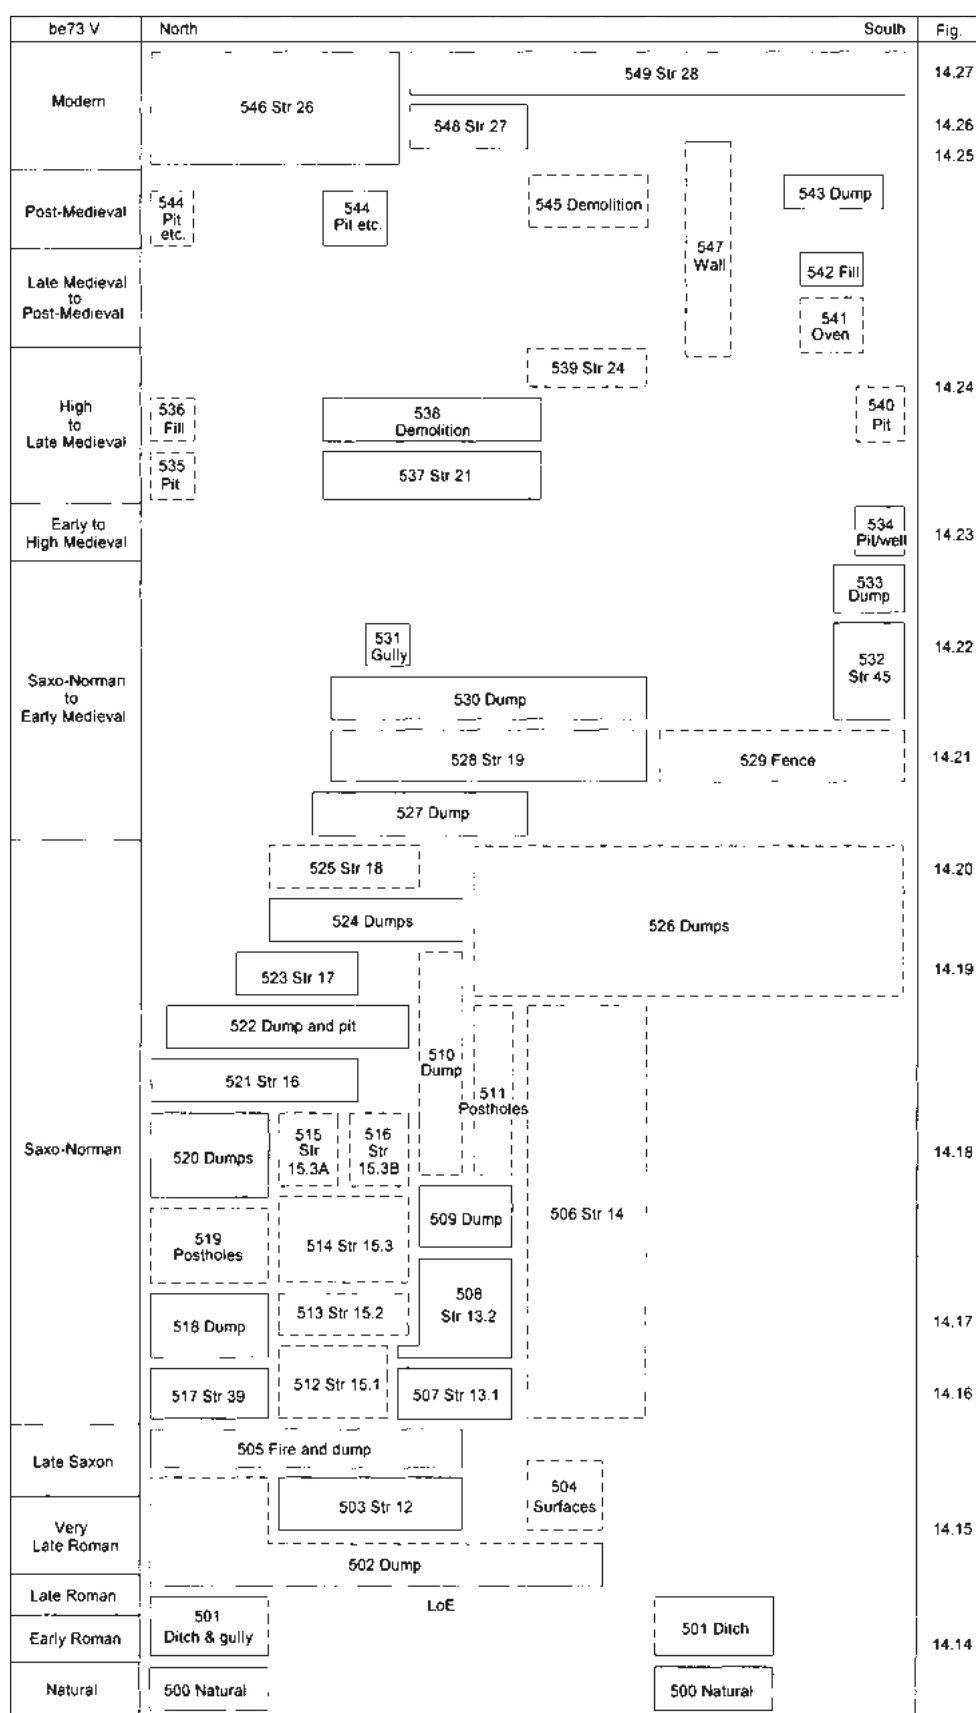 be73 V North South Fig.
549 Str 28 14.27
Modern
546 Str 26
548 Str 27 14.26
14.25
544
Pit
etc.
544
Pit etc.
545 Demolition
543 Dump
Post-Medieval
547
Wall
542 Fill
Late Medieval
to
Post-Medieval
541
Oven
539 Str 24
14.24
High
to
Late Medieval
536
Fill
538
Demolition
540
Pit
535
Pit
537 Str 21
Early to
High Medieval
534
Pit/well
14.23
533
Dump
531
Gully
14.22
532
Str 45
Saxo-Norman
to
Early Medieval
530 Dump
528 Str 19
529 Fence
14.21
527 Dump
525 Str 18
14.20
524 Dumps
526 Dumps
523 Str 17
14.19
522 Dump and pit
510
Dump
521 Str 16
511
Postholes
Saxo-Norman
520 Dumps
515
Str
15.3A
516
Str
15.3B
14.18
509 Dump
506 Str 14
519
Postholes
514 Str 15.3
508
Str 13.2
513 Str 15.2
518 Dump
14.17
512 Str 15.1
517 Str 39
507 Str 13.1
14.16
505 Fire and dump
Late Saxon
504
Surfaces
503 Str 12
Very
Late Roman
14.15
502 Dump
Late Roman
LoE
501
Ditch & gully
501 Ditch
Early Roman
14.14
Natural
500 Natural
500 Natural